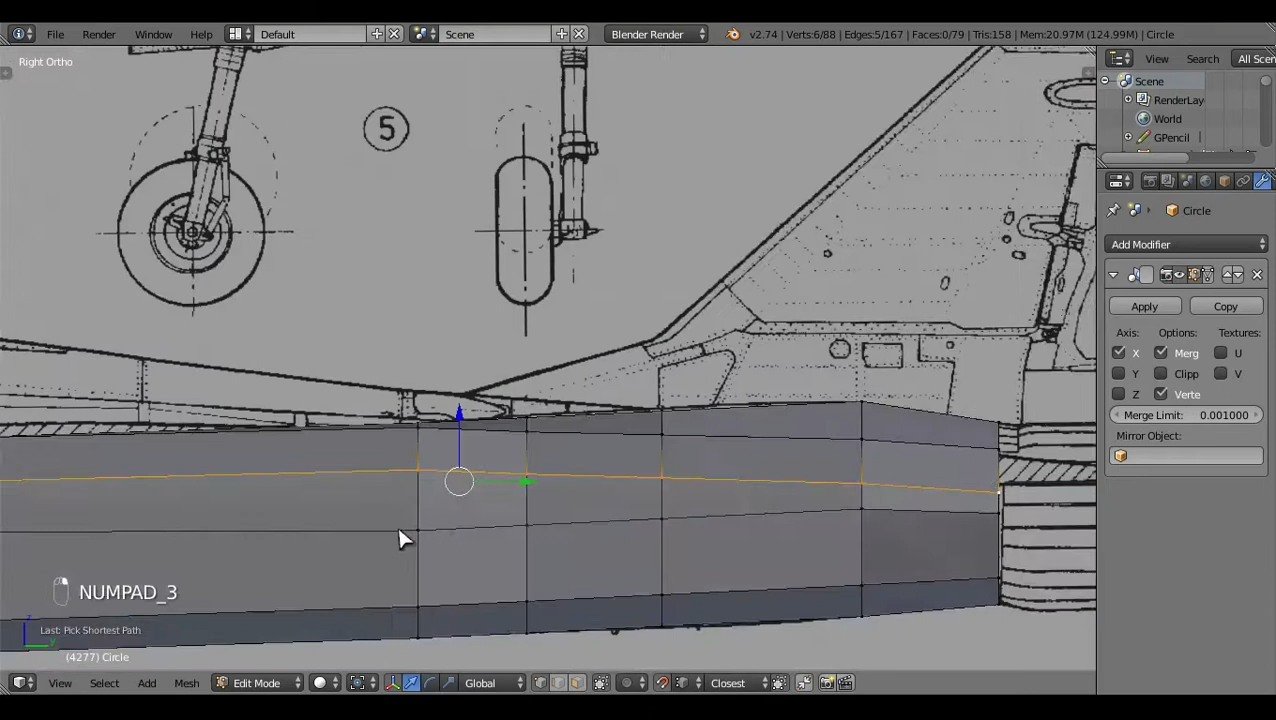 File Render Window Help Default Scene Blender Render v2.74 | Verts:6/88 | Edges:5/167 | Faces:0/79 | Tris:158 | Mem:20.97M (124.99M) | Circle
Right Ortho
View Search All Scen
Scene
RenderLay
World
GPencil
5
Circle
Add Modifier
Apply Copy
Axis: Options: Textures:
X Merg U
Y Clipp V
Z Verte
Merge Limit: 0.001000
Mirror Object:
NUMPAD_3
Last: Pick Shortest Path
(4277) Circle
z
y
View Select Add Mesh Edit Mode Global Closest